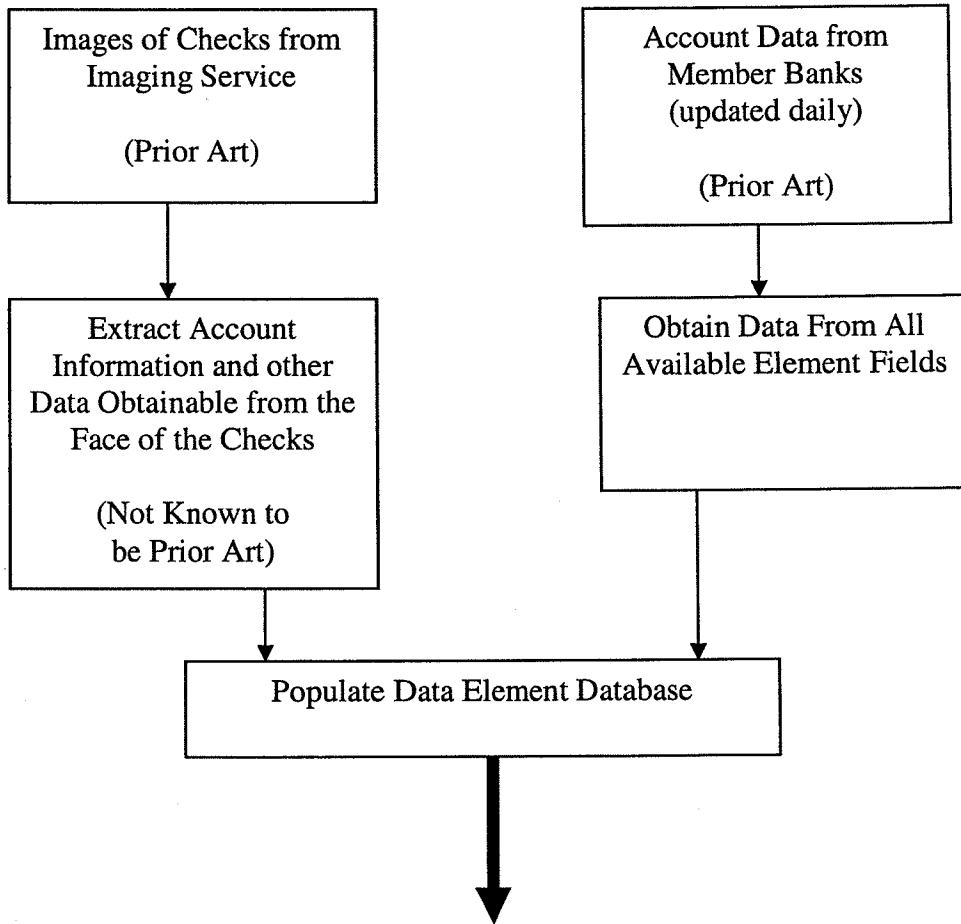 Images of Checks from
Imaging Service
(Prior Art)
Account Data from
Member Banks
(updated daily)
(Prior Art)
Extract Account
Information and other
Data Obtainable from the
Face of the Checks
(Not Known to
be Prior Art)
Obtain Data From All
Available Element Fields
Populate Data Element Database